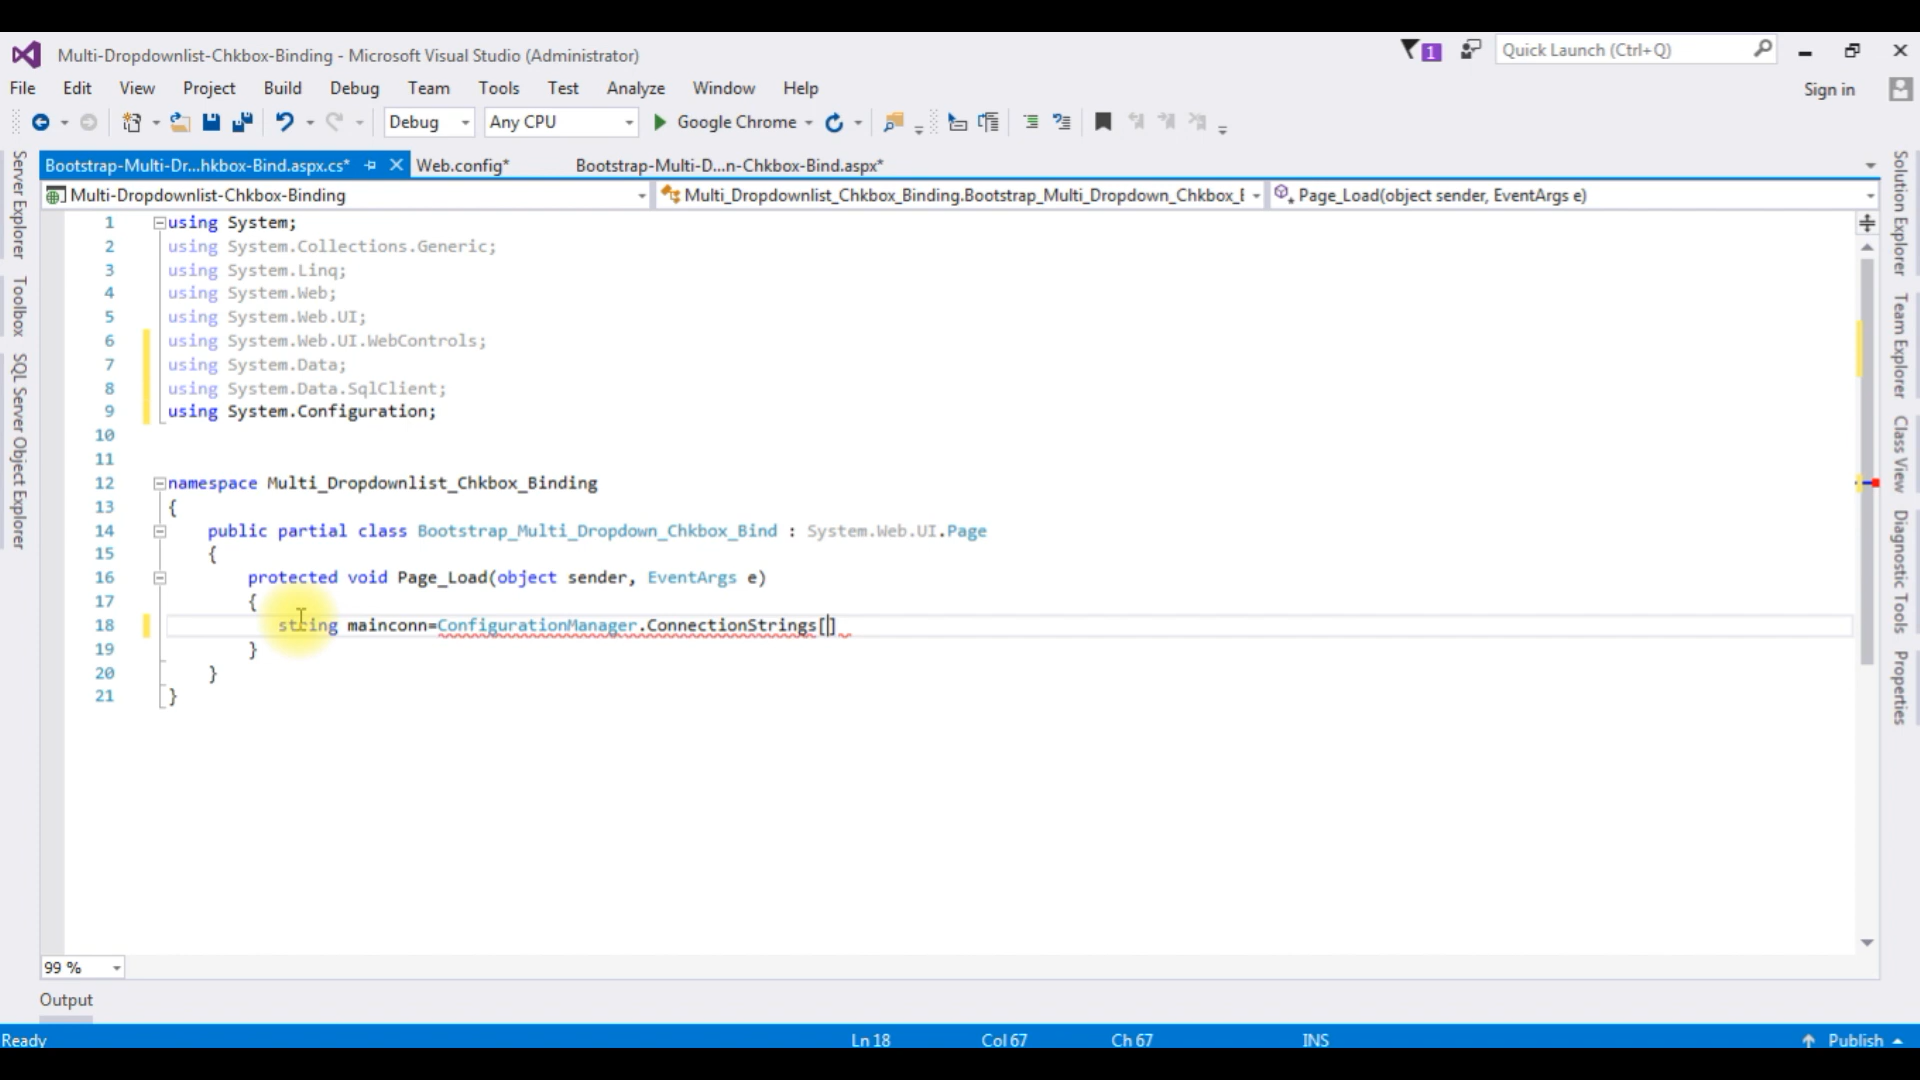 Multi-Dropdownlist-Chkbox-Binding - Microsoft Visual Studio (Administrator)
1
Quick Launch (Ctrl+Q)
File Edit View Project Build Debug Team Tools Test Analyze Window Help
Sign in
Debug Any CPU Google Chrome
Bootstrap-Multi-Dr...hkbox-Bind.aspx.cs* Web.config* Bootstrap-Multi-D...n-Chkbox-Bind.aspx*
Multi-Dropdownlist-Chkbox-Binding Multi_Dropdownlist_Chkbox_Binding.Bootstrap_Multi_Dropdown_Chkbox_E Page_Load(object sender, EventArgs e)
1 using System;
2 using System.Collections.Generic;
3 using System.Linq;
4 using System.Web;
5 using System.Web.UI;
6 using System.Web.UI.WebControls;
7 using System.Data;
8 using System.Data.SqlClient;
9 using System.Configuration;
10
11
12 namespace Multi_Dropdownlist_Chkbox_Binding
13 {
14 public partial class Bootstrap_Multi_Dropdown_Chkbox_Bind : System.Web.UI.Page
15 {
16 protected void Page_Load(object sender, EventArgs e)
17 {
18 string mainconn=ConfigurationManager.ConnectionStrings[]
19 }
20 }
21 }
Server Explorer
Toolbox
SQL Server Object Explorer
Solution Explorer
Team Explorer
Class View
Diagnostic Tools
Properties
99 %
Output
Ready Ln 18 Col 67 Ch 67 INS Publish